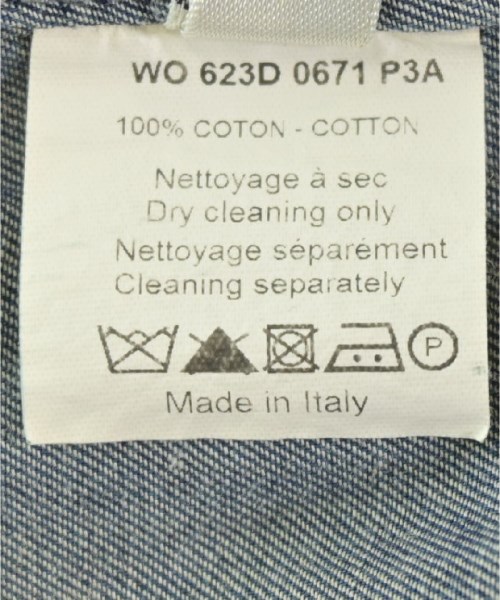 WO 623D 0671 P3A
100% COTON - COTTON
Nettoyage à sec
Dry cleaning only
Nettoyage séparément
Cleaning separately
P
Made in Italy